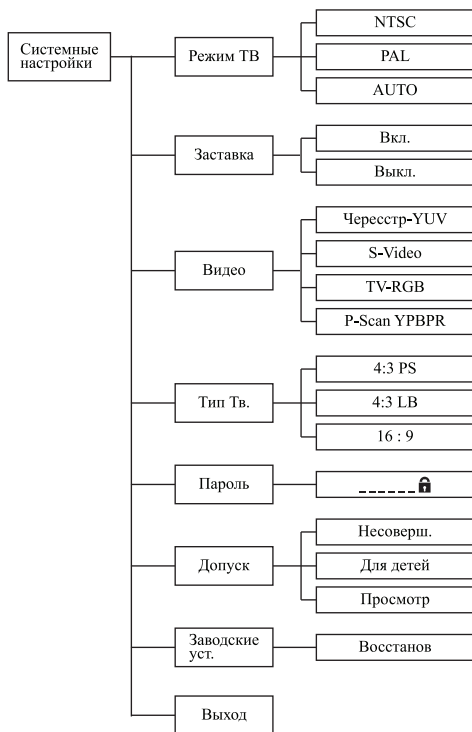 Системные
настройки
Режим ТВ
NTSC
PAL
AUTO
Заставка
Вкл.
Выкл.
Видео
Чересстр-YUV
S-Video
TV-RGB
P-Scan YPBPR
Тип Тв.
4:3 PS
4:3 LB
16 : 9
Пароль
_ _ _ _ _ _
Допуск
Несоверш.
Для детей
Просмотр
Заводские
уст.
Восстанов
Выход